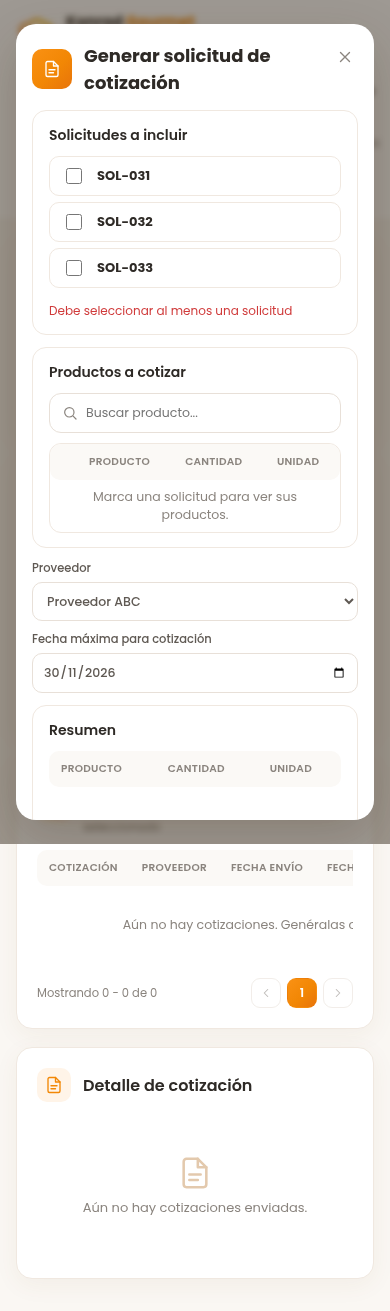 Generar solicitud de
cotización
Solicitudes a incluir
SOL-031
SOL-032
SOL-033
Debe seleccionar al menos una solicitud
Productos a cotizar
Buscar producto...
PRODUCTO CANTIDAD UNIDAD
Marca una solicitud para ver sus
productos.
Proveedor
Proveedor ABC
Fecha máxima para cotización
30/11/2026
Resumen
PRODUCTO CANTIDAD UNIDAD
COTIZACIÓN PROVEEDOR FECHA ENVÍO FECH
Aún no hay cotizaciones. Genéralas
Mostrando 0 - 0 de 0
1
Detalle de cotización
Aún no hay cotizaciones enviadas.